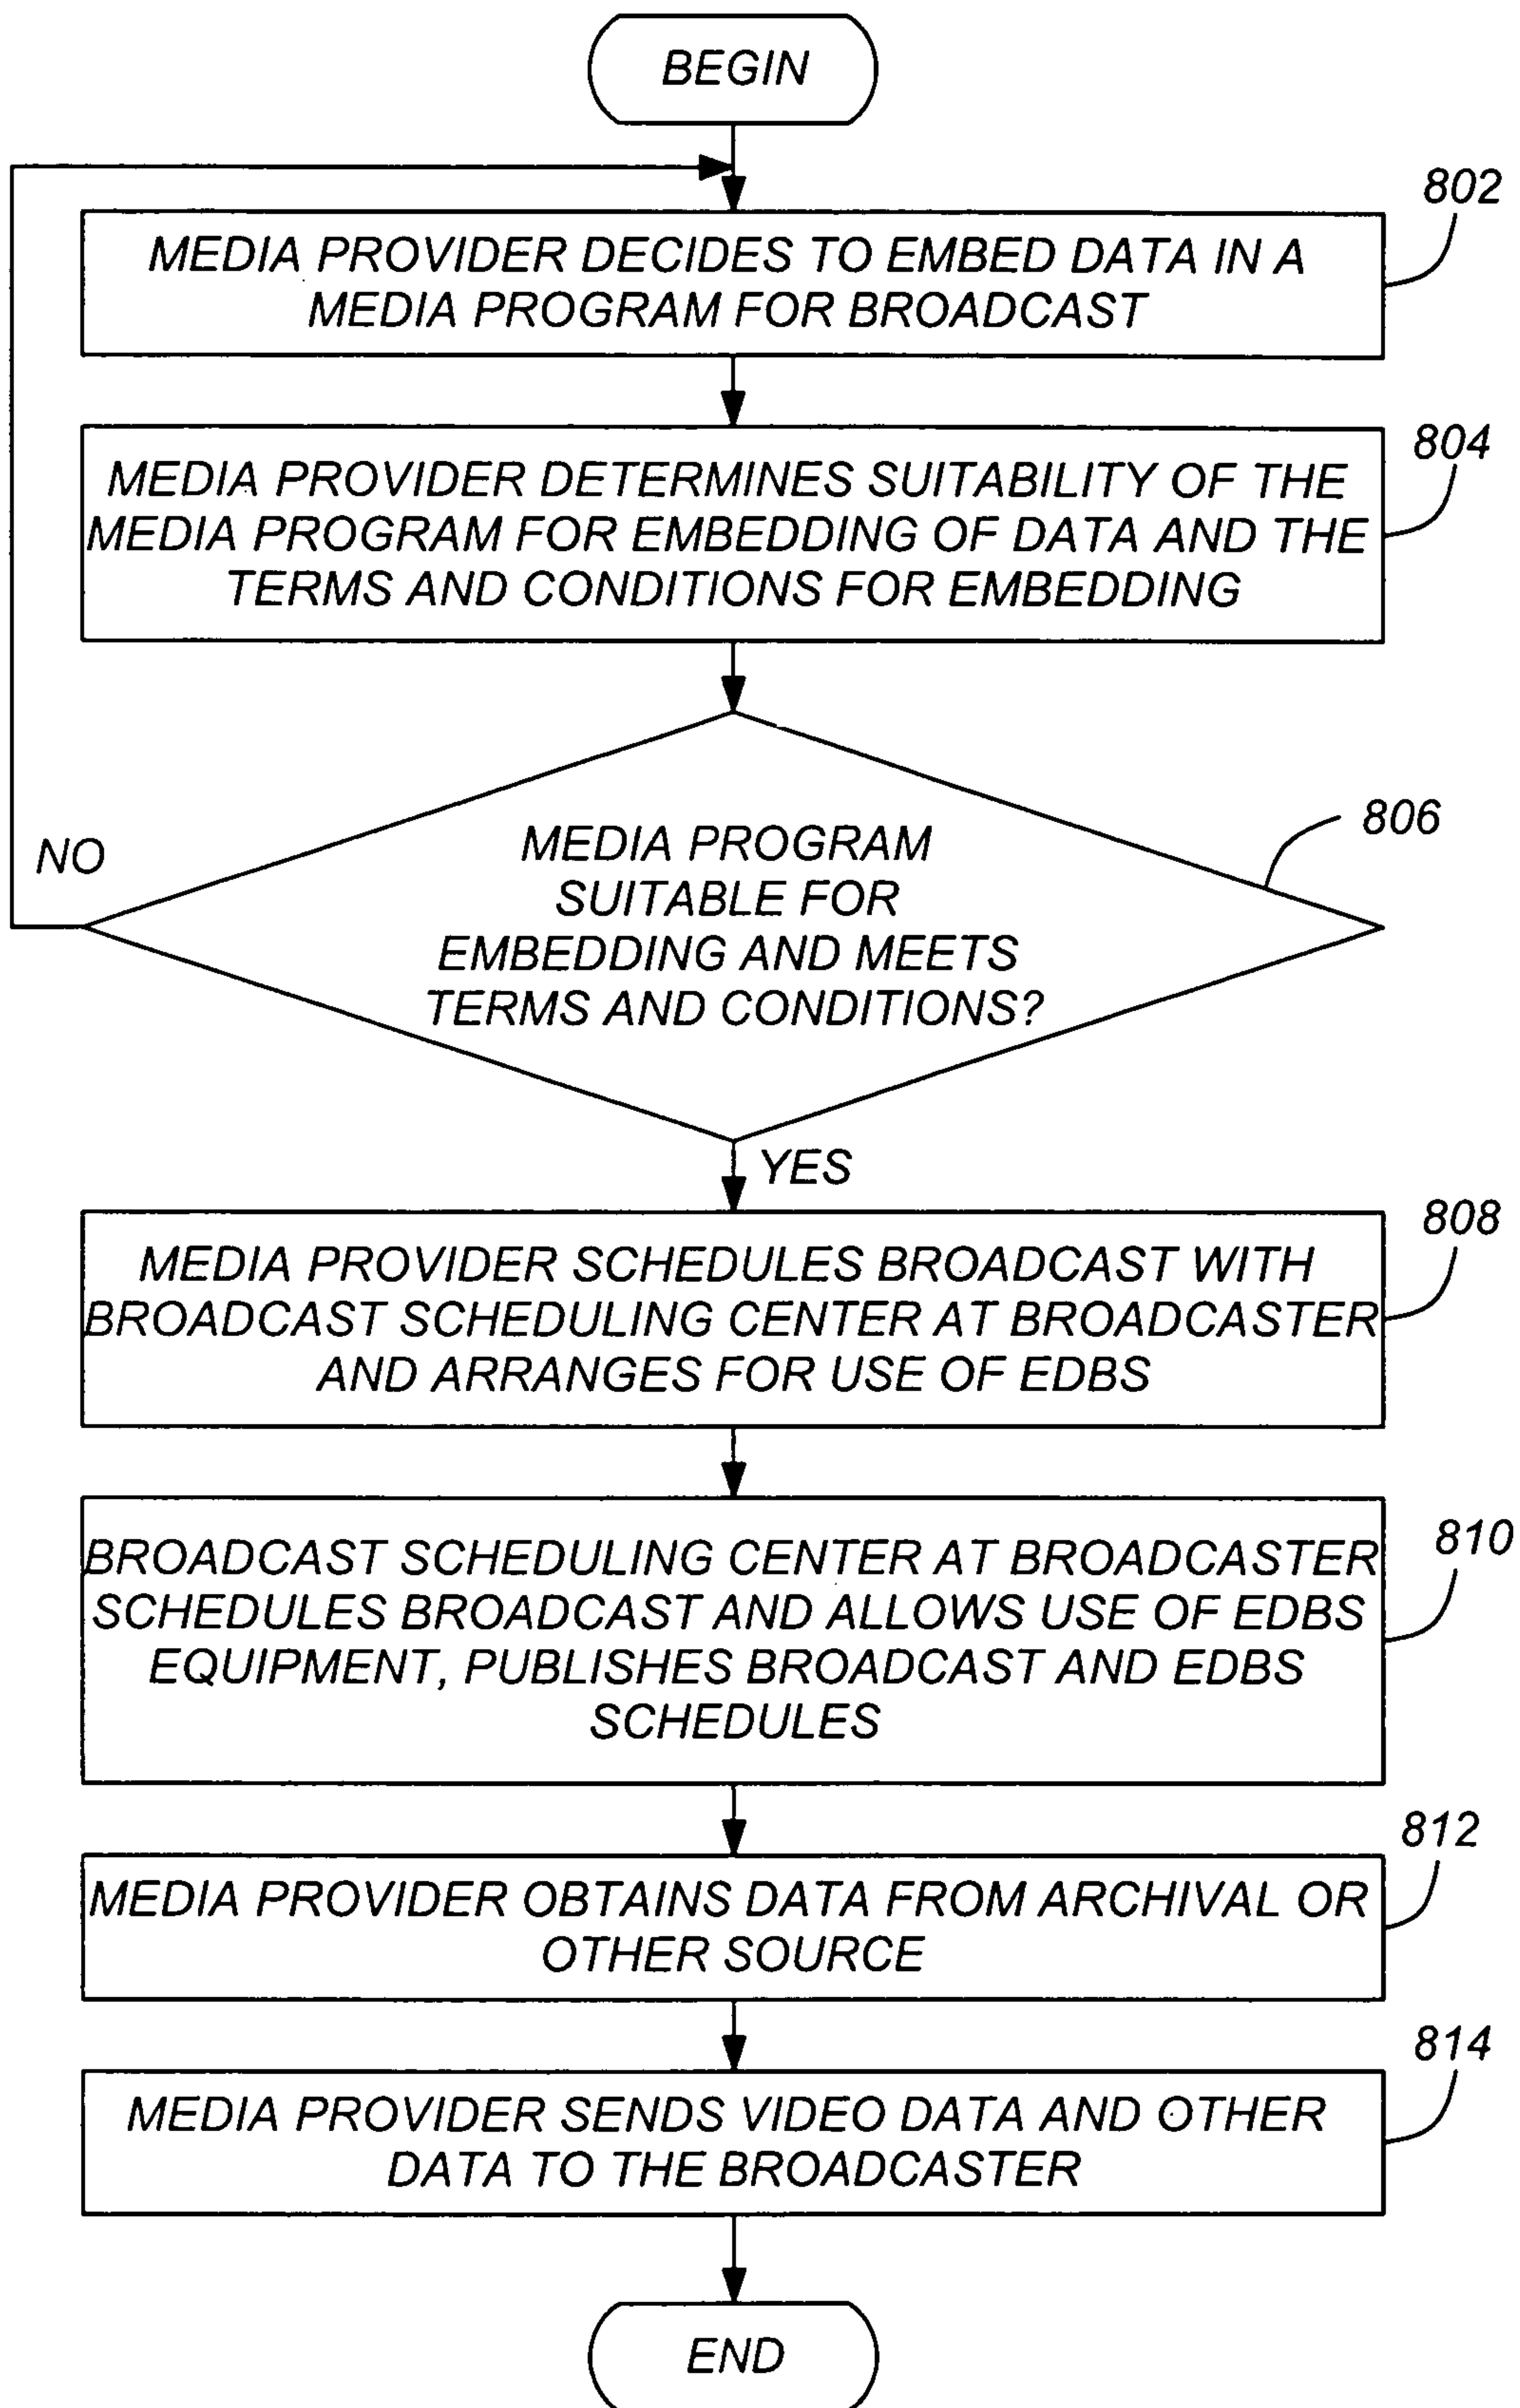 BEGIN
802
MEDIA PROVIDER DECIDES TO EMBED DATA IN A
MEDIA PROGRAM FOR BROADCAST
804
MEDIA PROVIDER DETERMINES SUITABILITY OF THE
MEDIA PROGRAM FOR EMBEDDING OF DATA AND THE
TERMS AND CONDITIONS FOR EMBEDDING
806
NO
MEDIA PROGRAM
SUITABLE FOR
EMBEDDING AND MEETS
TERMS AND CONDITIONS?
YES
808
MEDIA PROVIDER SCHEDULES BROADCAST WITH
BROADCAST SCHEDULING CENTER AT BROADCASTER
AND ARRANGES FOR USE OF EDBS
810
BROADCAST SCHEDULING CENTER AT BROADCASTER
SCHEDULES BROADCAST AND ALLOWS USE OF EDBS
EQUIPMENT, PUBLISHES BROADCAST AND EDBS
SCHEDULES
812
MEDIA PROVIDER OBTAINS DATA FROM ARCHIVAL OR
OTHER SOURCE
814
MEDIA PROVIDER SENDS VIDEO DATA AND OTHER
DATA TO THE BROADCASTER
END